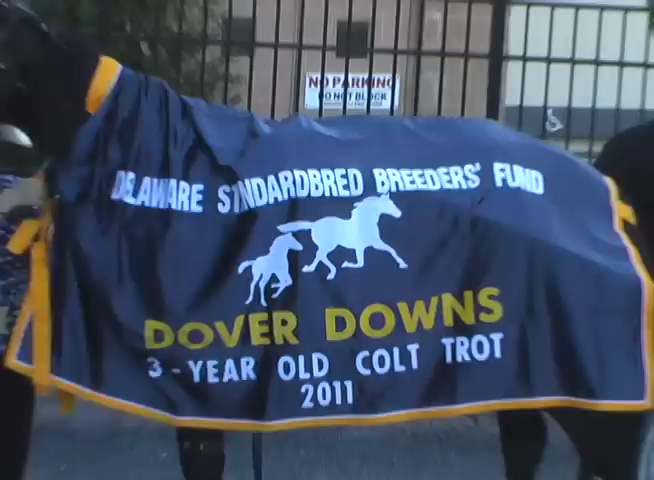 NO PARKING
DO NOT BLOCK
DELAWARE STANDARDBRED BREEDERS' FUND
DOVER DOWNS
3-YEAR OLD COLT TROT
2011